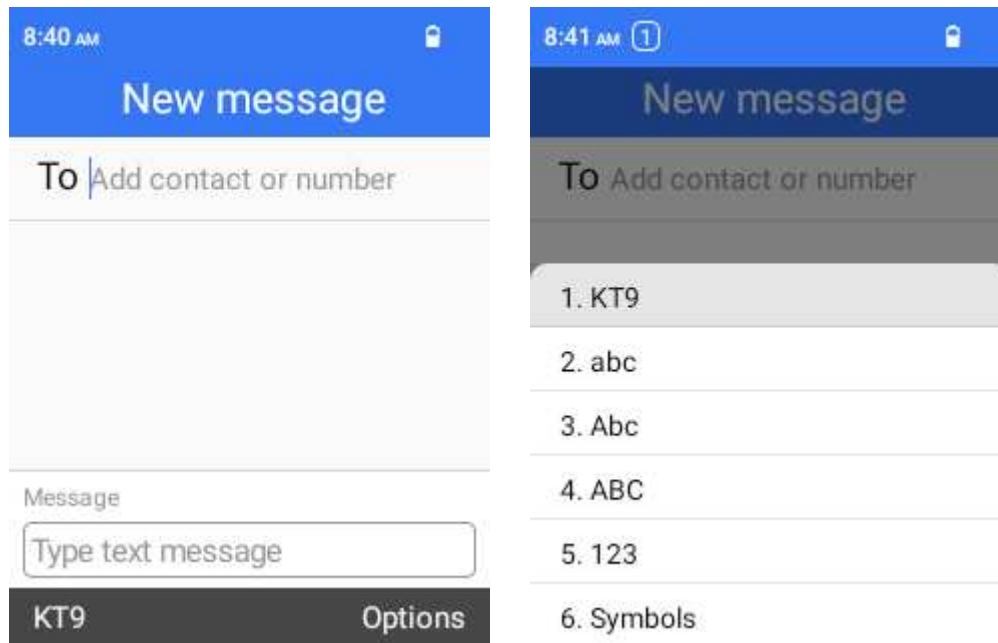 8:40 AM
New message
To Add contact or number
Message
Type text message
KT9 Options
8:41 AM 1
New message
To Add contact or number
1. KT9
2. abc
3. Abc
4. ABC
5. 123
6. Symbols